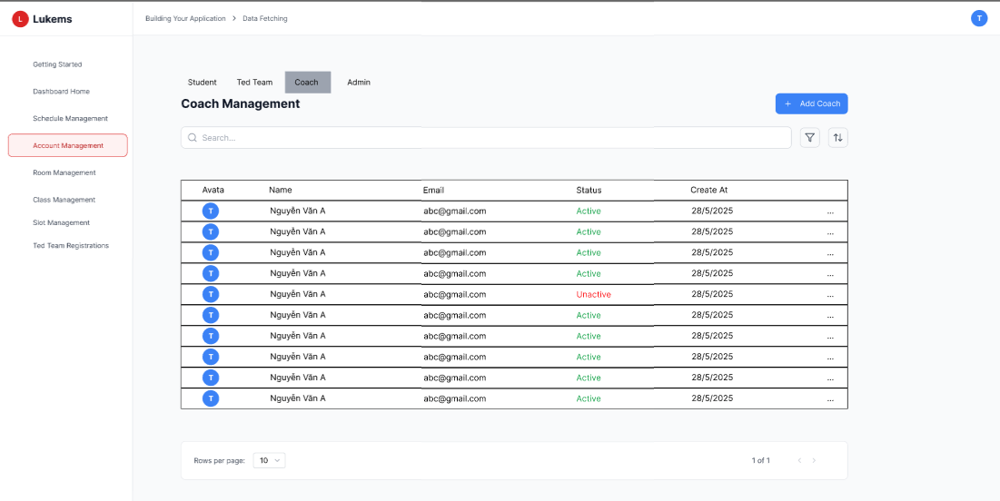 L Lukems
Building Your Application > Data Fetching
T
Getting Started
Dashboard Home
Schedule Management
Account Management
Room Management
Class Management
Slot Management
Ted Team Registrations
Student Ted Team Coach Admin
Coach Management
+ Add Coach
Search...
Avata Name Email Status Create At
T Nguyễn Văn A abc@gmail.com Active 28/5/2025 ...
T Nguyễn Văn A abc@gmail.com Active 28/5/2025 ...
T Nguyễn Văn A abc@gmail.com Active 28/5/2025 ...
T Nguyễn Văn A abc@gmail.com Active 28/5/2025 ...
T Nguyễn Văn A abc@gmail.com Unactive 28/5/2025 ...
T Nguyễn Văn A abc@gmail.com Active 28/5/2025 ...
T Nguyễn Văn A abc@gmail.com Active 28/5/2025 ...
T Nguyễn Văn A abc@gmail.com Active 28/5/2025 ...
T Nguyễn Văn A abc@gmail.com Active 28/5/2025 ...
T Nguyễn Văn A abc@gmail.com Active 28/5/2025 ...
Rows per page: 10 1 of 1 < >